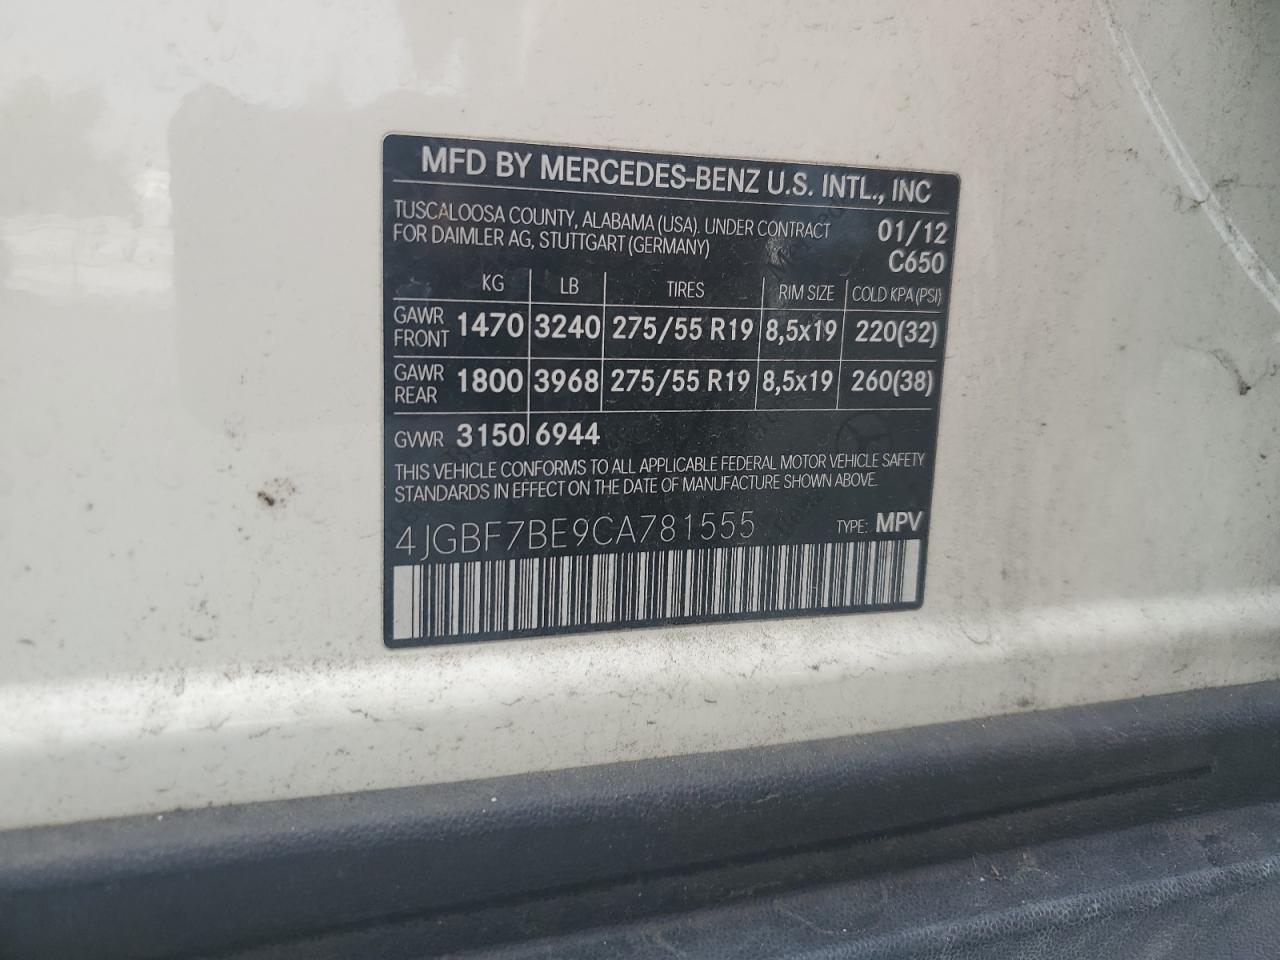 MFD BY MERCEDES-BENZ U.S. INTL., INC
TUSCALOOSA COUNTY, ALABAMA (USA). UNDER CONTRACT
FOR DAIMLER AG, STUTTGART (GERMANY)
01/12
C650
KG LB TIRES RIM SIZE COLD KPA (PSI)
GAWR FRONT 1470 3240 275/55 R19 8,5x19 220(32)
GAWR REAR 1800 3968 275/55 R19 8,5x19 260(38)
GVWR 3150 6944
THIS VEHICLE CONFORMS TO ALL APPLICABLE FEDERAL MOTOR VEHICLE SAFETY
STANDARDS IN EFFECT ON THE DATE OF MANUFACTURE SHOWN ABOVE.
4JGBF7BE9CA781555 TYPE: MPV